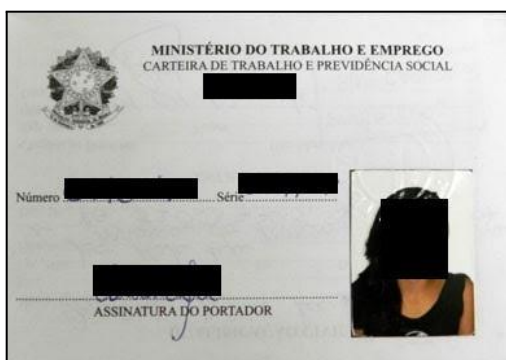 MINISTÉRIO DO TRABALHO E EMPREGO
CARTEIRA DE TRABALHO E PREVIDÊNCIA SOCIAL
Número Série
ASSINATURA DO PORTADOR